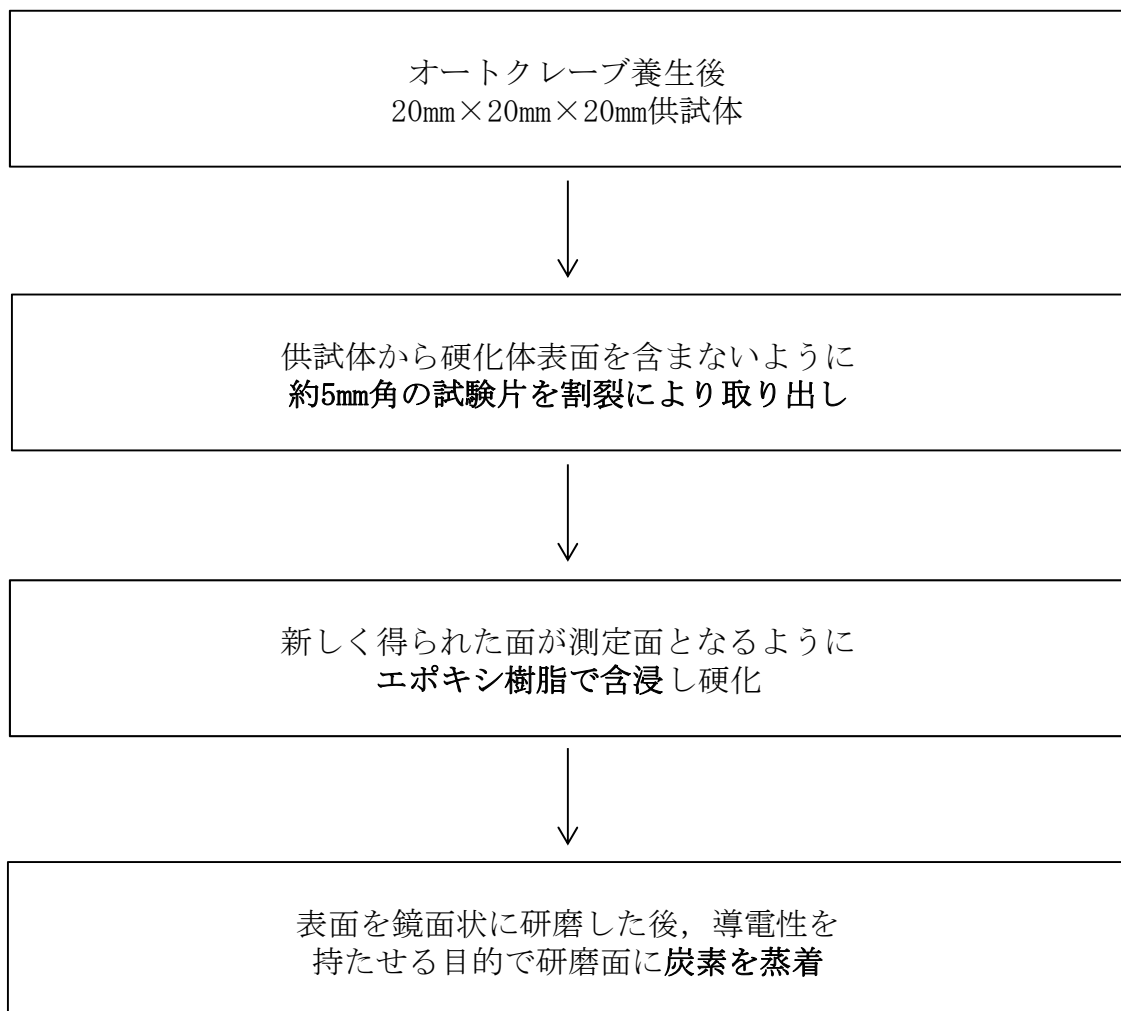 オートクレーブ養生後
20mm×20mm×20mm供試体
供試体から硬化体表面を含まないように
約5mm角の試験片を割裂により取り出し
新しく得られた面が測定面となるように
エポキシ樹脂で含浸し硬化
表面を鏡面状に研磨した後，導電性を
持たせる目的で研磨面に炭素を蒸着